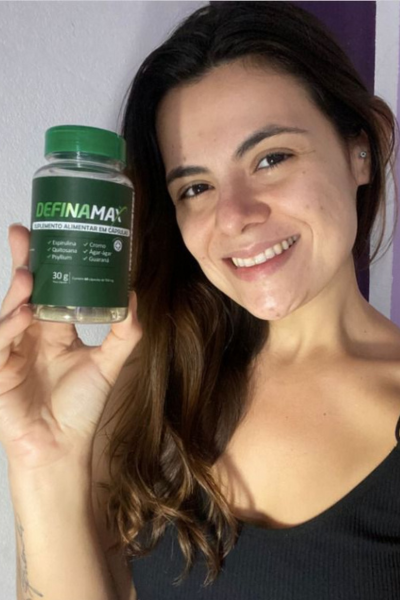 DEFINAMAX
SUPLEMENTO ALIMENTAR EM CÁPSULAS
✓ Espirulina ✓ Cromo
✓ Quitosana ✓ Ágar-ágar
✓ Psyllium ✓ Guaraná
30 g